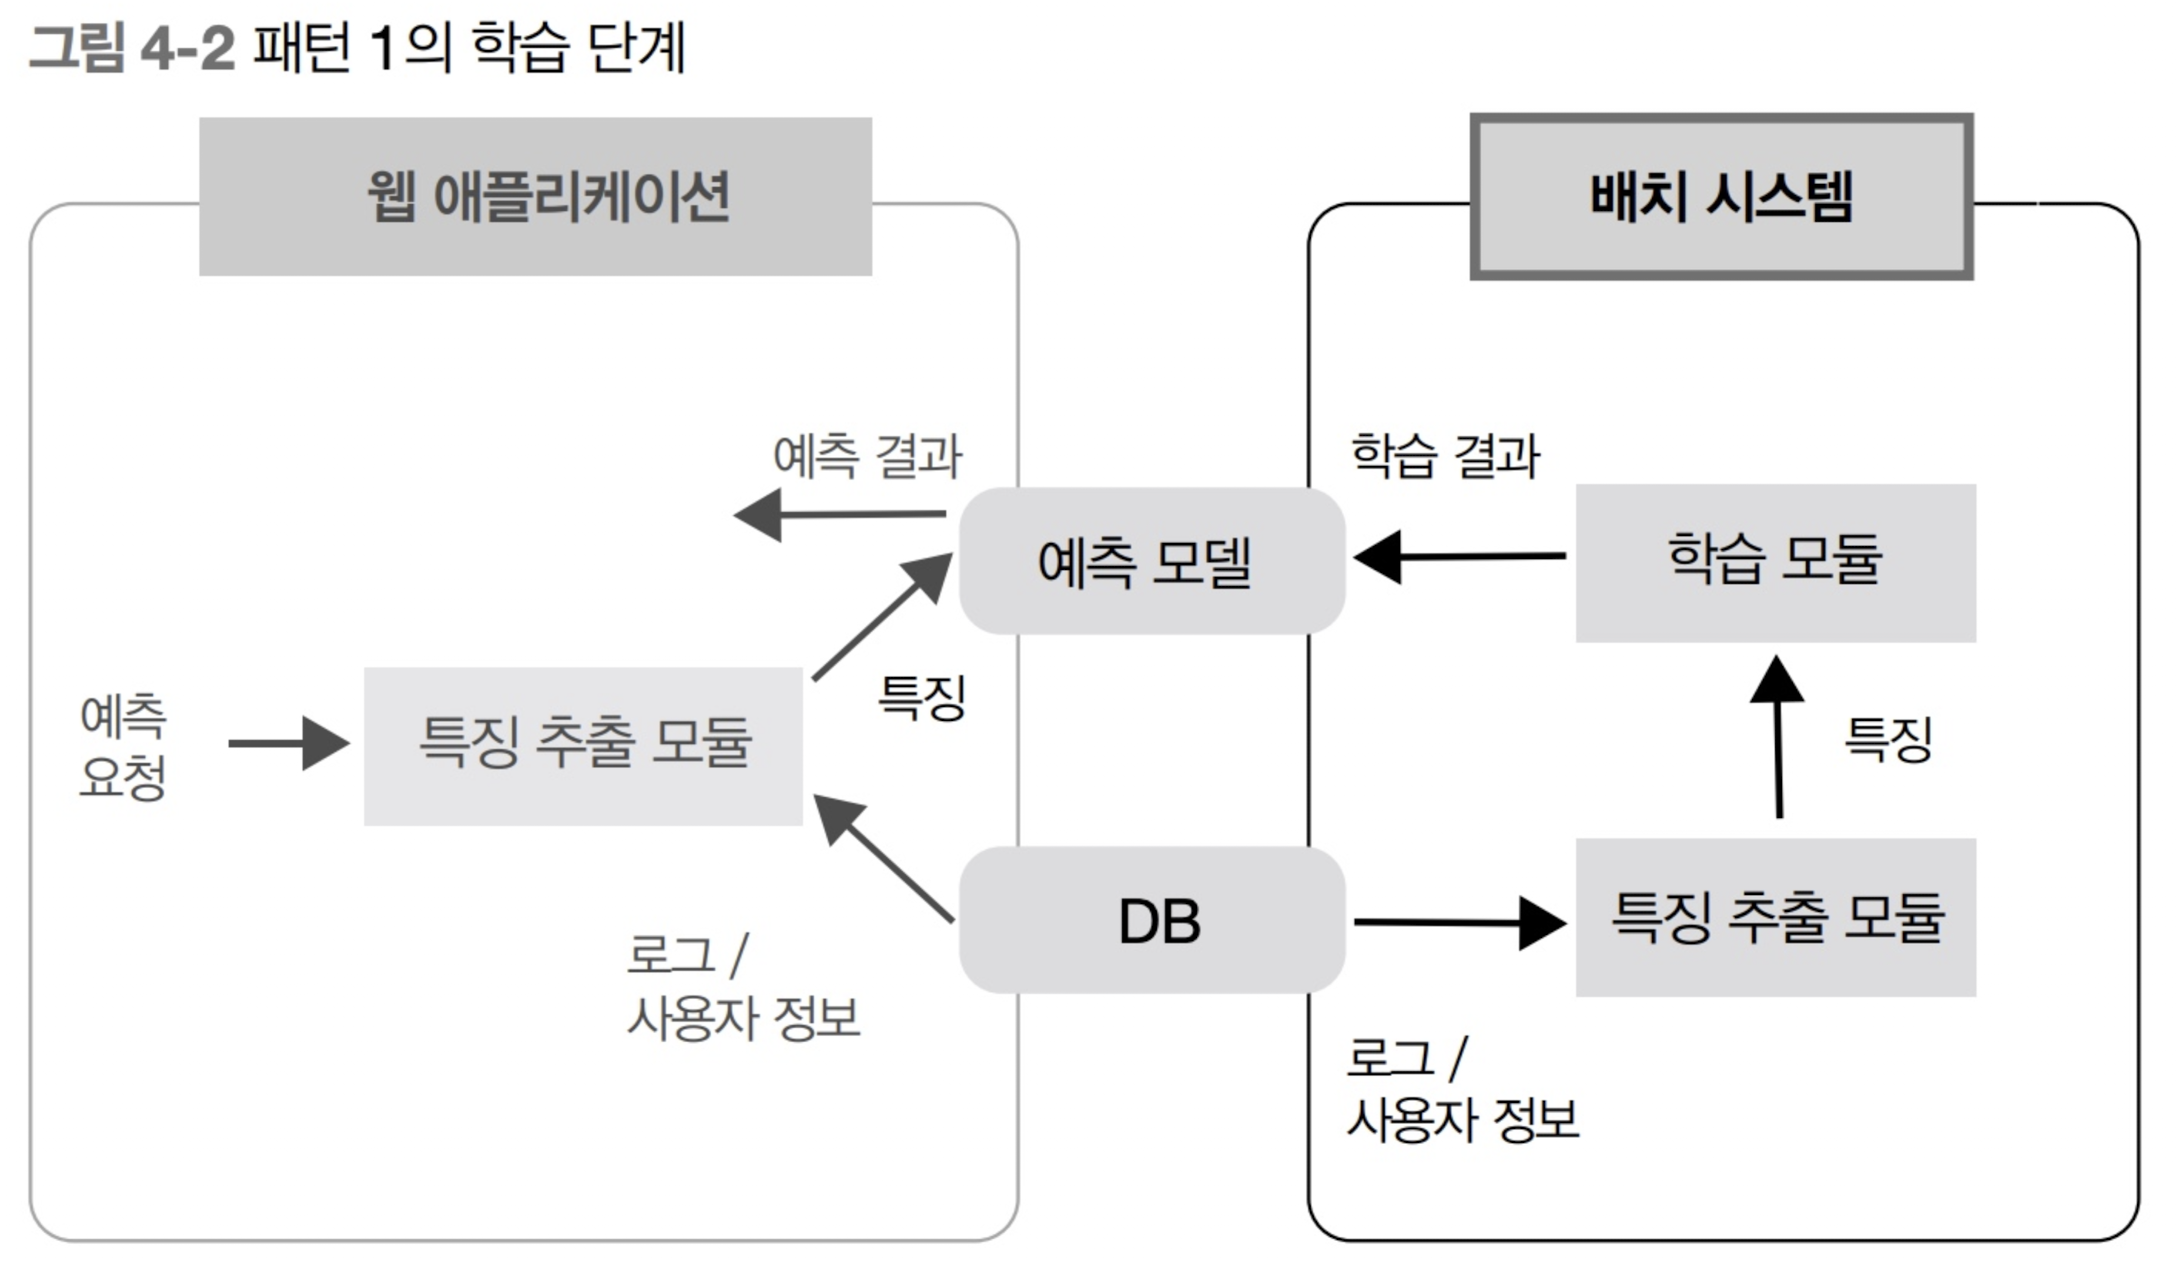 그림 4-2 패턴 1의 학습 단계
웹 애플리케이션
배치 시스템
예측 결과
학습 결과
예측 모델
학습 모듈
예측
요청
특징 추출 모듈
특징
특징
DB
특징 추출 모듈
로그 /
사용자 정보
로그 /
사용자 정보